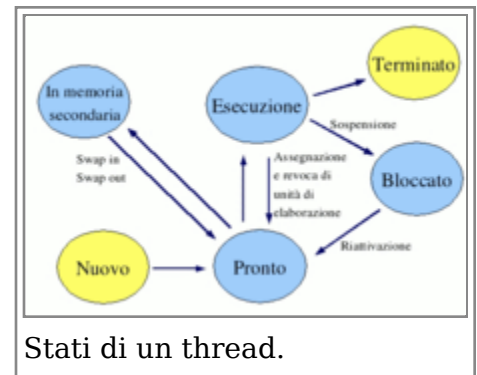 Terminato
In memoria
secondaria
Esecuzione
Sospensione
Swap in
Swap out
Assegnazione
e revoca di
unità di
elaborazione
Bloccato
Riattivazione
Nuovo
Pronto
Stati di un thread.